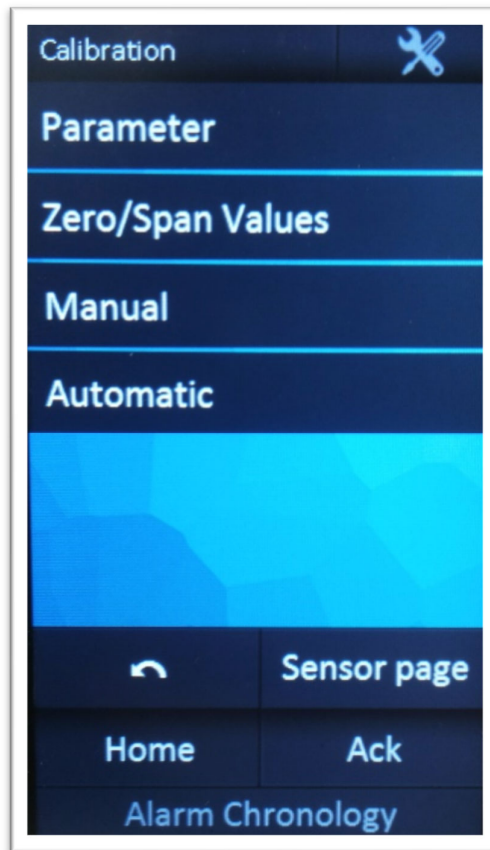 Calibration
Parameter
Zero/Span Values
Manual
Automatic
Sensor page
Home
Ack
Alarm Chronology